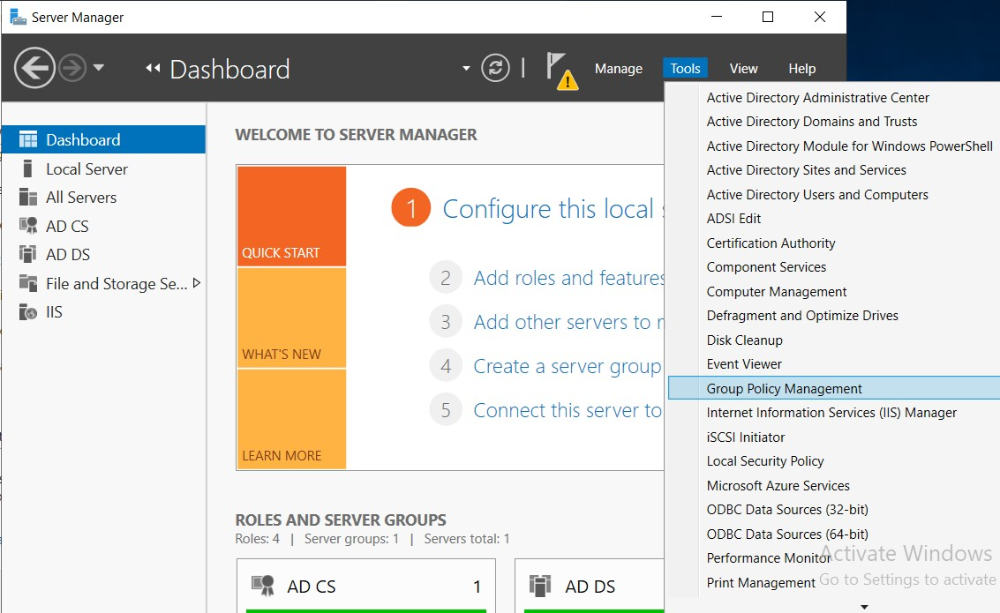 Server Manager
Dashboard
Manage
Tools
View
Help
Dashboard
Local Server
All Servers
AD CS
AD DS
File and Storage Se...
IIS
WELCOME TO SERVER MANAGER
QUICK START
WHAT'S NEW
LEARN MORE
1 Configure this local
2 Add roles and features
3 Add other servers to
4 Create a server group
5 Connect this server to
ROLES AND SERVER GROUPS
Roles: 4 | Server groups: 1 | Servers total: 1
AD CS 1
AD DS
Active Directory Administrative Center
Active Directory Domains and Trusts
Active Directory Module for Windows PowerShell
Active Directory Sites and Services
Active Directory Users and Computers
ADSI Edit
Certification Authority
Component Services
Computer Management
Defragment and Optimize Drives
Disk Cleanup
Event Viewer
Group Policy Management
Internet Information Services (IIS) Manager
iSCSI Initiator
Local Security Policy
Microsoft Azure Services
ODBC Data Sources (32-bit)
ODBC Data Sources (64-bit)
Performance Monitor
Print Management
Activate Windows
Go to Settings to activate